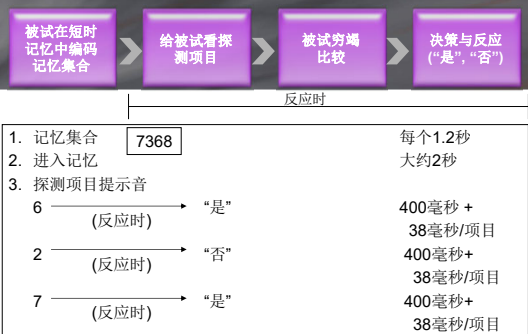 被试在短时
记忆中编码
记忆集合
给被试看探
测项目
被试穷竭
比较
决策与反应
(“是”, “否”)
反应时
1. 记忆集合 7368 每个1.2秒
2. 进入记忆 大约2秒
3. 探测项目提示音
6 “是” 400毫秒 +
(反应时) 38毫秒/项目
2 “否” 400毫秒+
(反应时) 38毫秒/项目
7 “是” 400毫秒+
(反应时) 38毫秒/项目